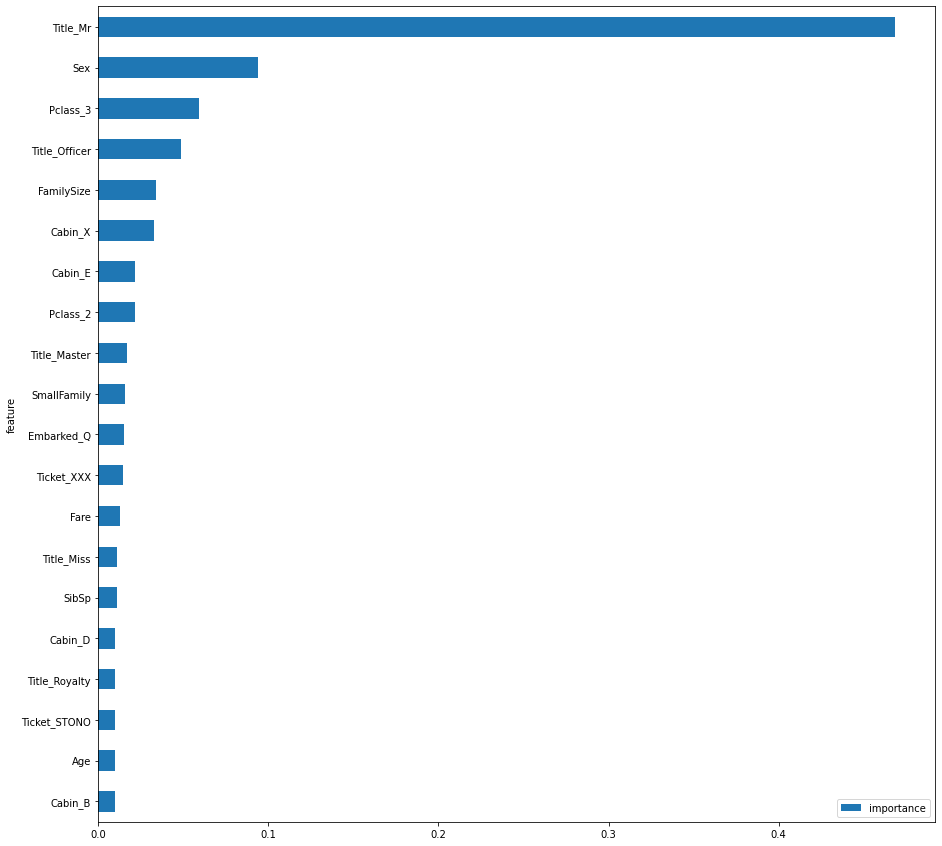 Title_Mr
Sex
Pclass_3
Title_Officer
FamilySize
Cabin_X
Cabin_E
Pclass_2
Title_Master
SmallFamily
feature
Embarked_Q
Ticket_XXX
Fare
Title_Miss
SibSp
Cabin_D
Title_Royalty
Ticket_STONO
Age
Cabin_B
importance
0.0 0.1 0.2 0.3 0.4